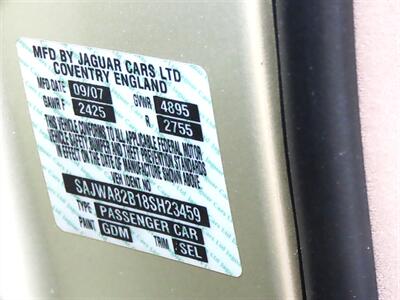 MFD BY JAGUAR CARS LTD
COVENTRY ENGLAND
MFD DATE 09/07 GVWR 4895
GAWR F 2425 R 2755
THIS VEHICLE CONFORMS TO ALL APPLICABLE FEDERAL MOTOR
VEHICLE SAFETY, BUMPER, AND THEFT PREVENTION STANDARDS
IN EFFECT ON THE DATE OF MANUFACTURE SHOWN ABOVE
VEH IDENT NO
SAJWA82B18SH23459
TYPE PASSENGER CAR
PAINT GDM TRIM SEL